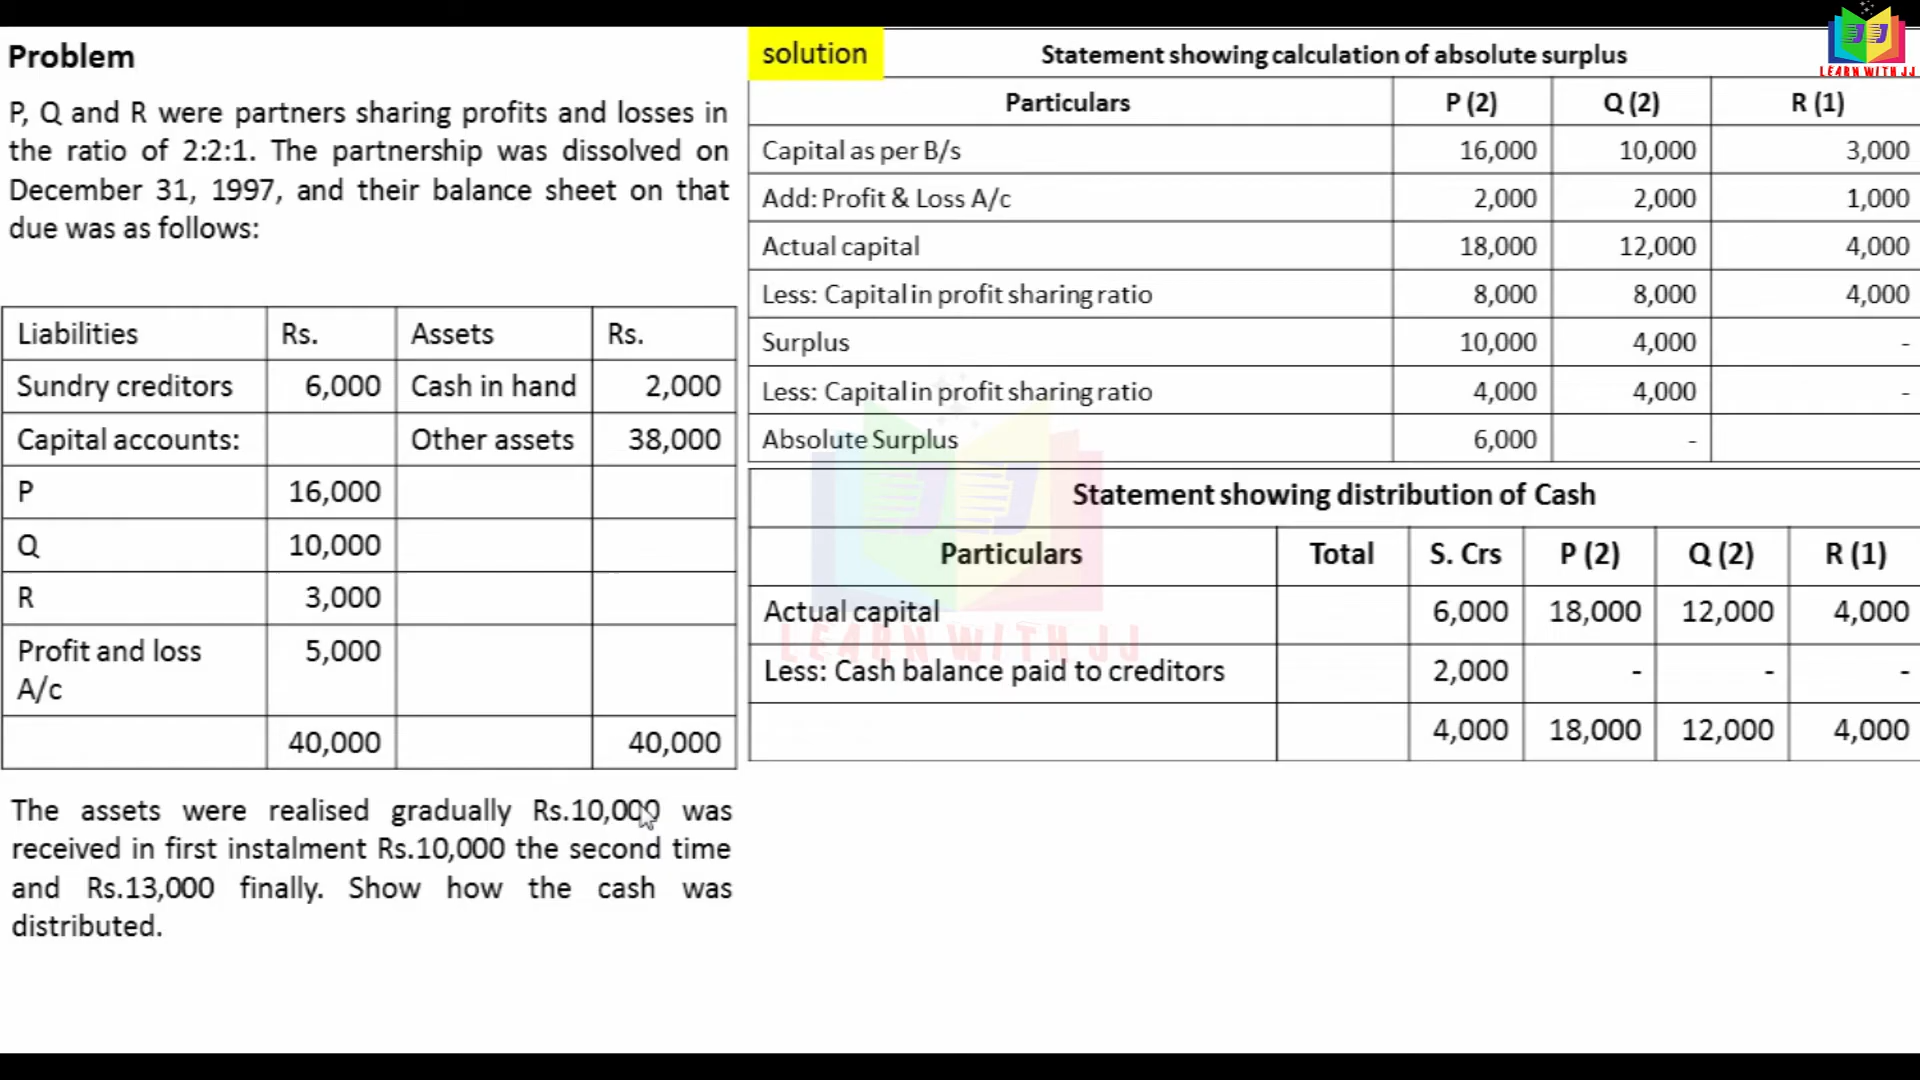 Problem
P, Q and R were partners sharing profits and losses in
the ratio of 2:2:1. The partnership was dissolved on
December 31, 1997, and their balance sheet on that
due was as follows:
Liabilities Rs. Assets Rs.
Sundry creditors 6,000 Cash in hand 2,000
Capital accounts: Other assets 38,000
P 16,000
Q 10,000
R 3,000
Profit and loss 5,000
A/c
40,000 40,000
The assets were realised gradually Rs.10,000 was
received in first instalment Rs.10,000 the second time
and Rs.13,000 finally. Show how the cash was
distributed.
solution
Statement showing calculation of absolute surplus
Particulars P (2) Q (2) R (1)
Capital as per B/s 16,000 10,000 3,000
Add: Profit & Loss A/c 2,000 2,000 1,000
Actual capital 18,000 12,000 4,000
Less: Capital in profit sharing ratio 8,000 8,000 4,000
Surplus 10,000 4,000 -
Less: Capital in profit sharing ratio 4,000 4,000 -
Absolute Surplus 6,000 -
Statement showing distribution of Cash
Particulars Total S. Crs P (2) Q (2) R (1)
Actual capital 6,000 18,000 12,000 4,000
Less: Cash balance paid to creditors 2,000 - - -
4,000 18,000 12,000 4,000
JJ
LEARN WITH JJ
JJ
LEARN WITH JJ